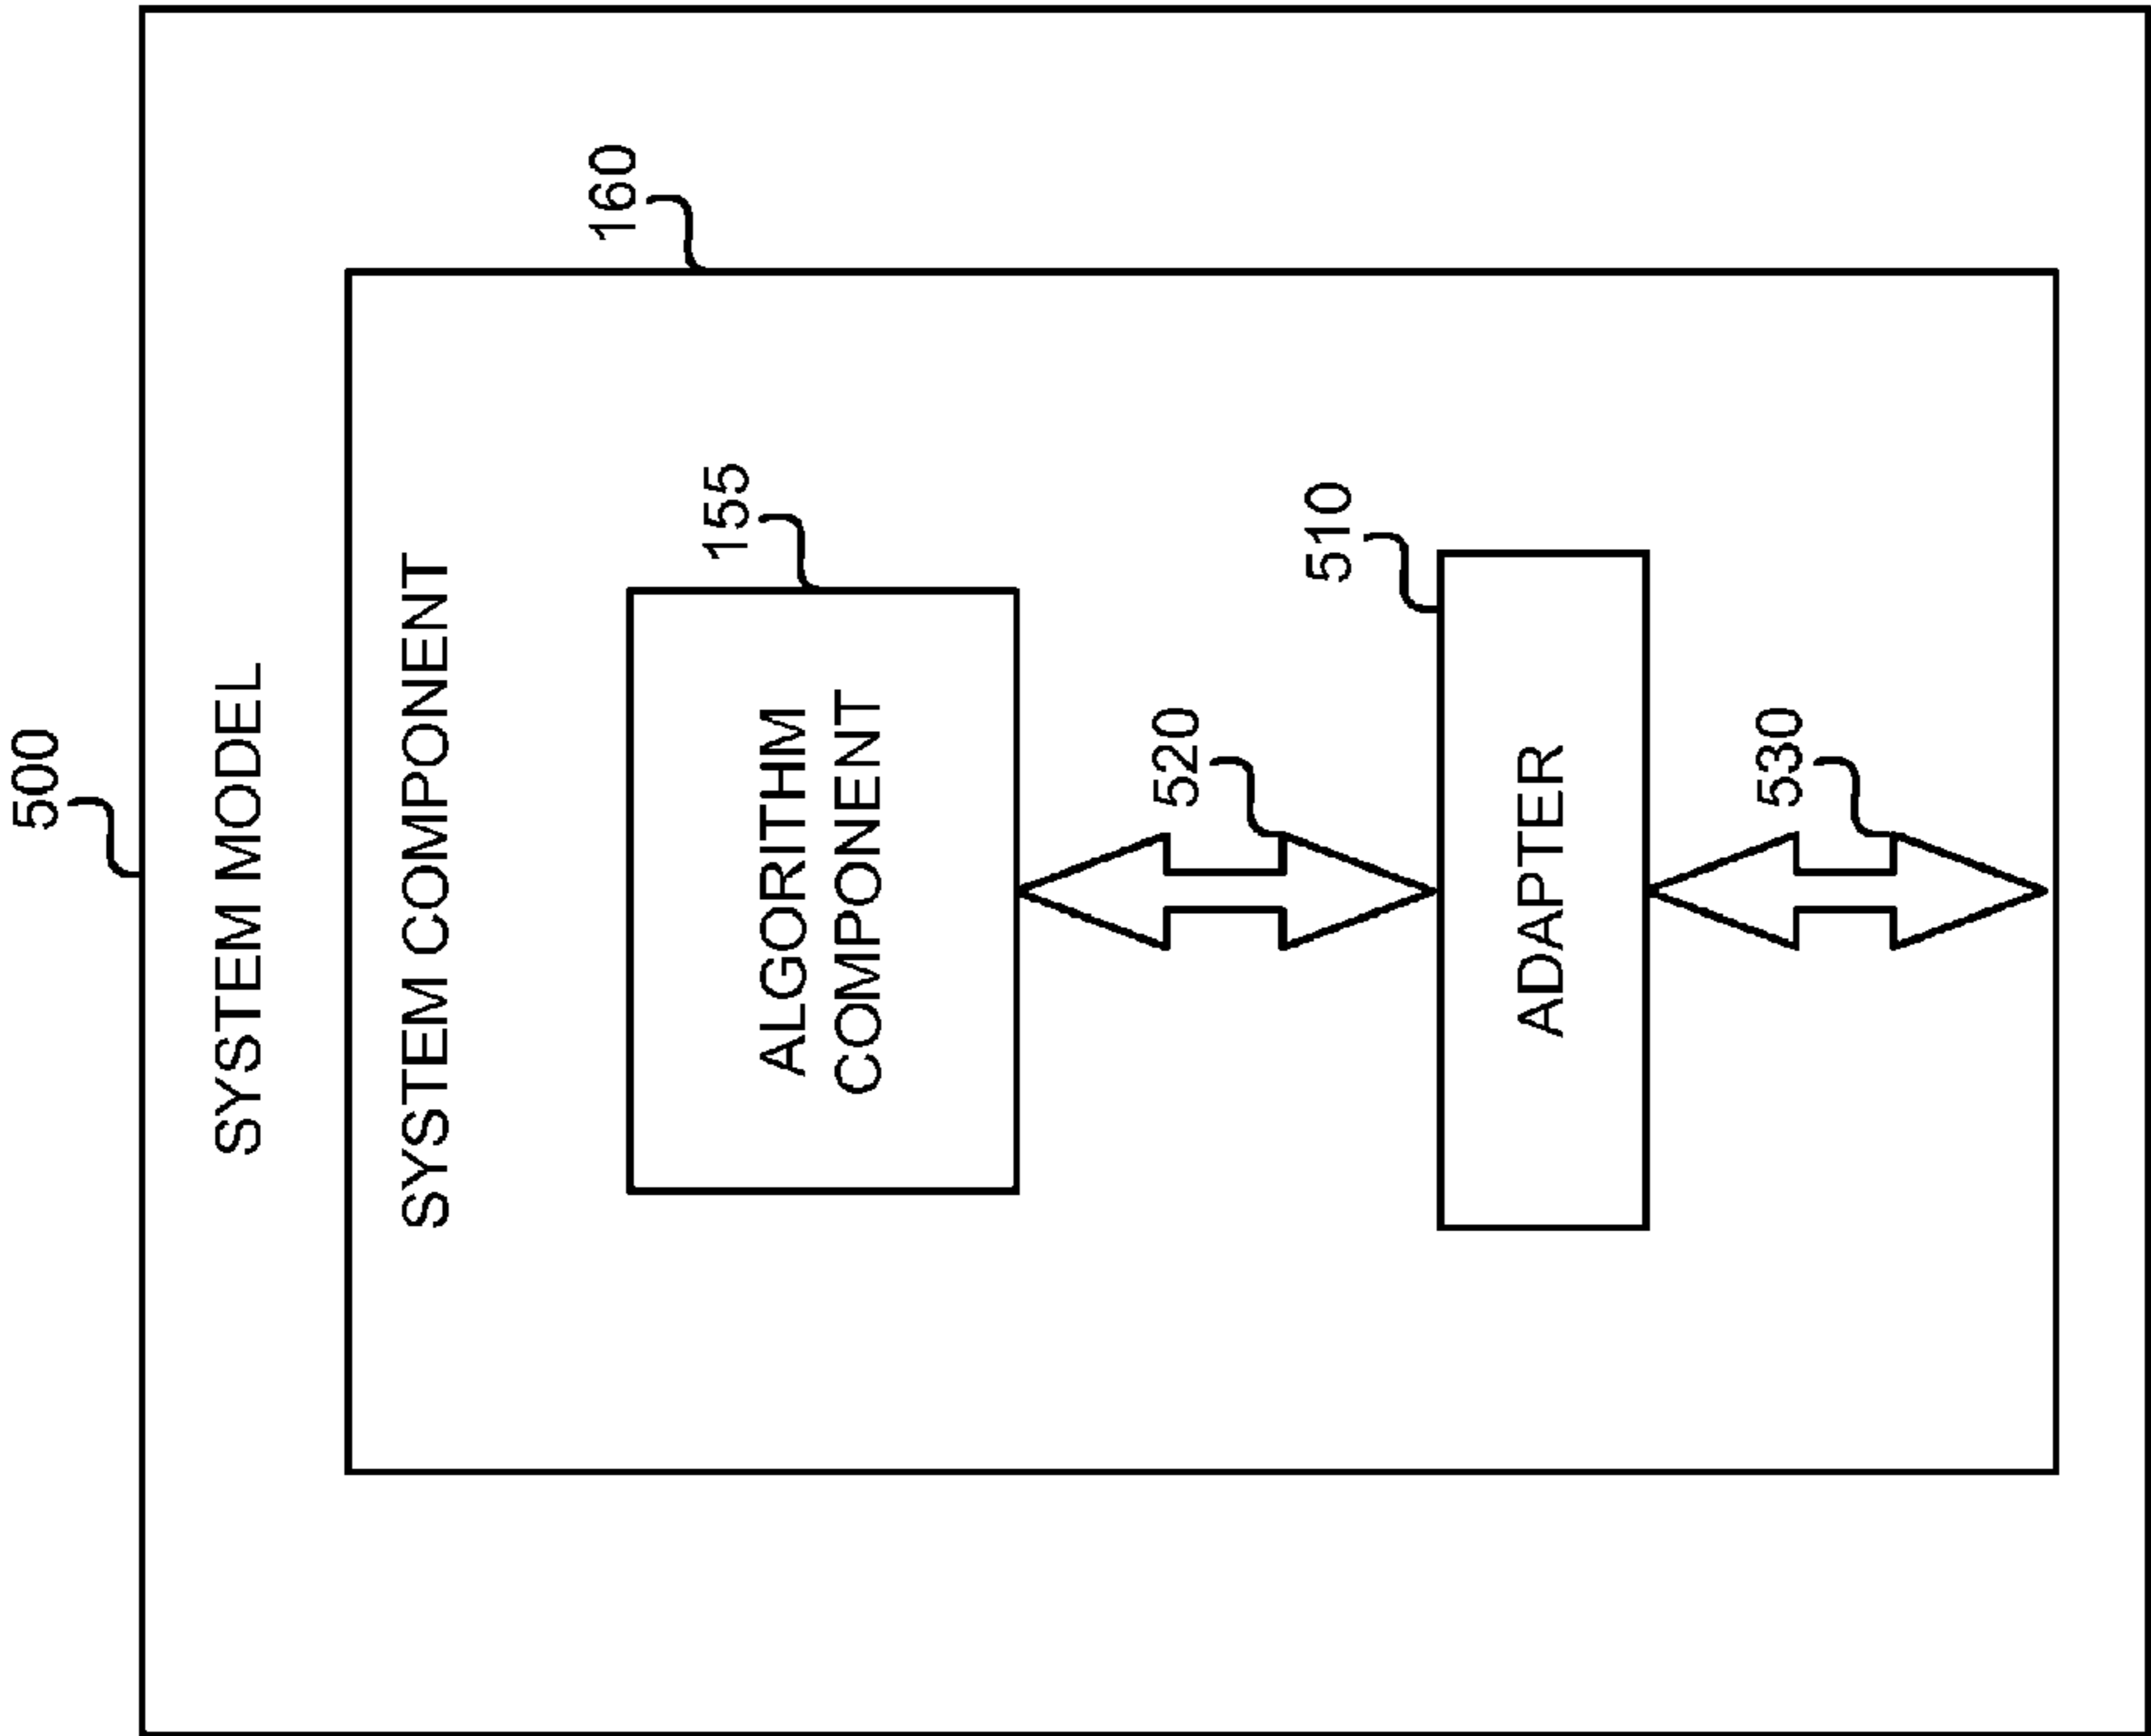 500
SYSTEM MODEL
160
SYSTEM COMPONENT
155
ALGORITHM
COMPONENT
520
510
ADAPTER
530